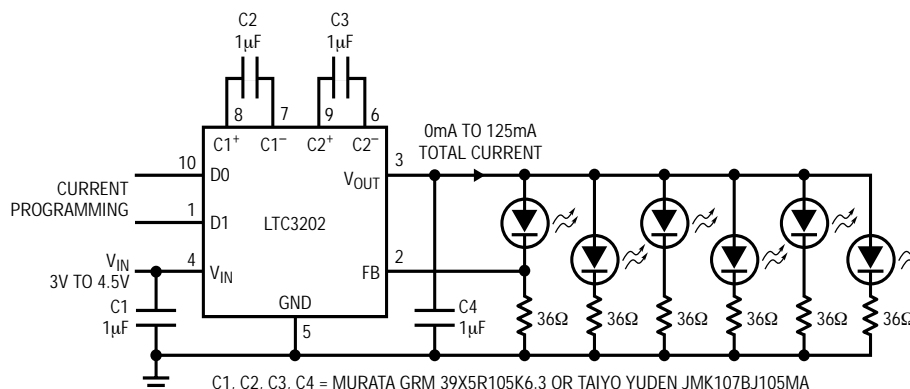 C2
1µF
C3
1µF
8
7
9
6
C1⁺
C1⁻
C2⁺
C2⁻
0mA TO 125mA
TOTAL CURRENT
3
V_OUT
10
D0
CURRENT
PROGRAMMING
1
D1
LTC3202
V_IN
3V TO 4.5V
4
V_IN
FB
2
GND
5
C1
1µF
C4
1µF
36Ω
36Ω
36Ω
36Ω
36Ω
36Ω
C1, C2, C3, C4 = MURATA GRM 39X5R105K6.3 OR TAIYO YUDEN JMK107BJ105MA